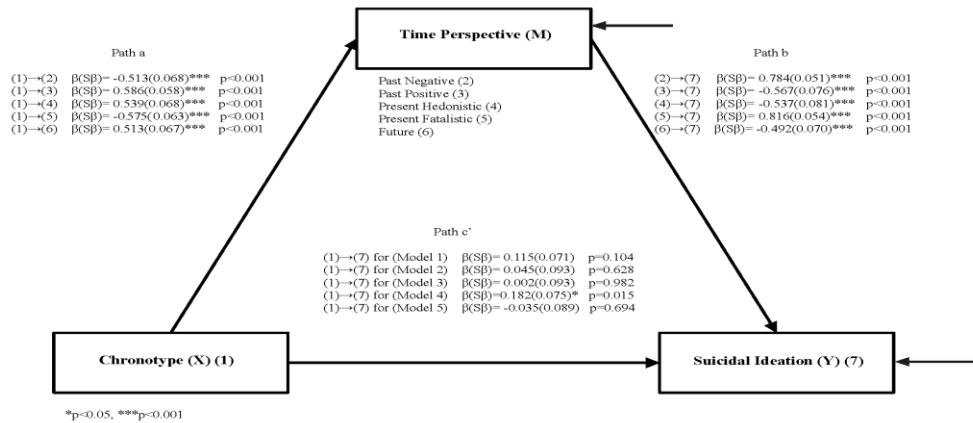 Time Perspective (M)
Path a
(1)→(2) β(Sβ)= -0.513(0.068)*** p<0.001
(1)→(3) β(Sβ)= 0.586(0.058)*** p<0.001
(1)→(4) β(Sβ)= 0.539(0.068)*** p<0.001
(1)→(5) β(Sβ)= -0.575(0.063)*** p<0.001
(1)→(6) β(Sβ)= 0.513(0.067)*** p<0.001
Past Negative (2)
Past Positive (3)
Present Hedonistic (4)
Present Fatalistic (5)
Future (6)
Path b
(2)→(7) β(Sβ)= 0.784(0.051)*** p<0.001
(3)→(7) β(Sβ)= -0.567(0.076)*** p<0.001
(4)→(7) β(Sβ)= -0.537(0.081)*** p<0.001
(5)→(7) β(Sβ)= 0.816(0.054)*** p<0.001
(6)→(7) β(Sβ)= -0.492(0.070)*** p<0.001
Path c’
(1)→(7) for (Model 1) β(Sβ)= 0.115(0.071) p=0.104
(1)→(7) for (Model 2) β(Sβ)= 0.045(0.093) p=0.628
(1)→(7) for (Model 3) β(Sβ)= 0.002(0.093) p=0.982
(1)→(7) for (Model 4) β(Sβ)=0.182(0.075)* p=0.015
(1)→(7) for (Model 5) β(Sβ)= -0.035(0.089) p=0.694
Chronotype (X) (1)
Suicidal Ideation (Y) (7)
*p<0.05, ***p<0.001